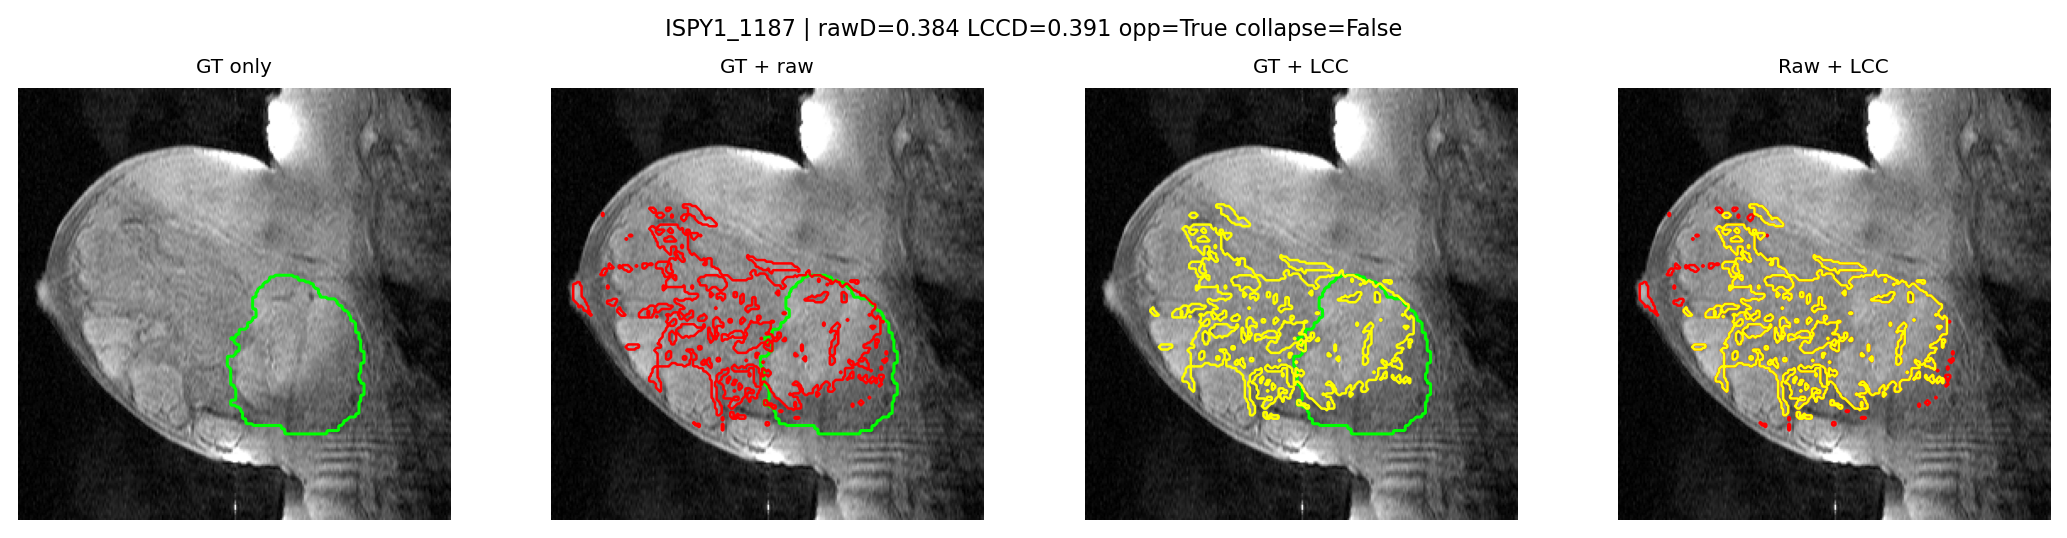 ISPY1_1187 | rawD=0.384 LCCD=0.391 opp=True collapse=False
GT only
GT + raw
GT + LCC
Raw + LCC